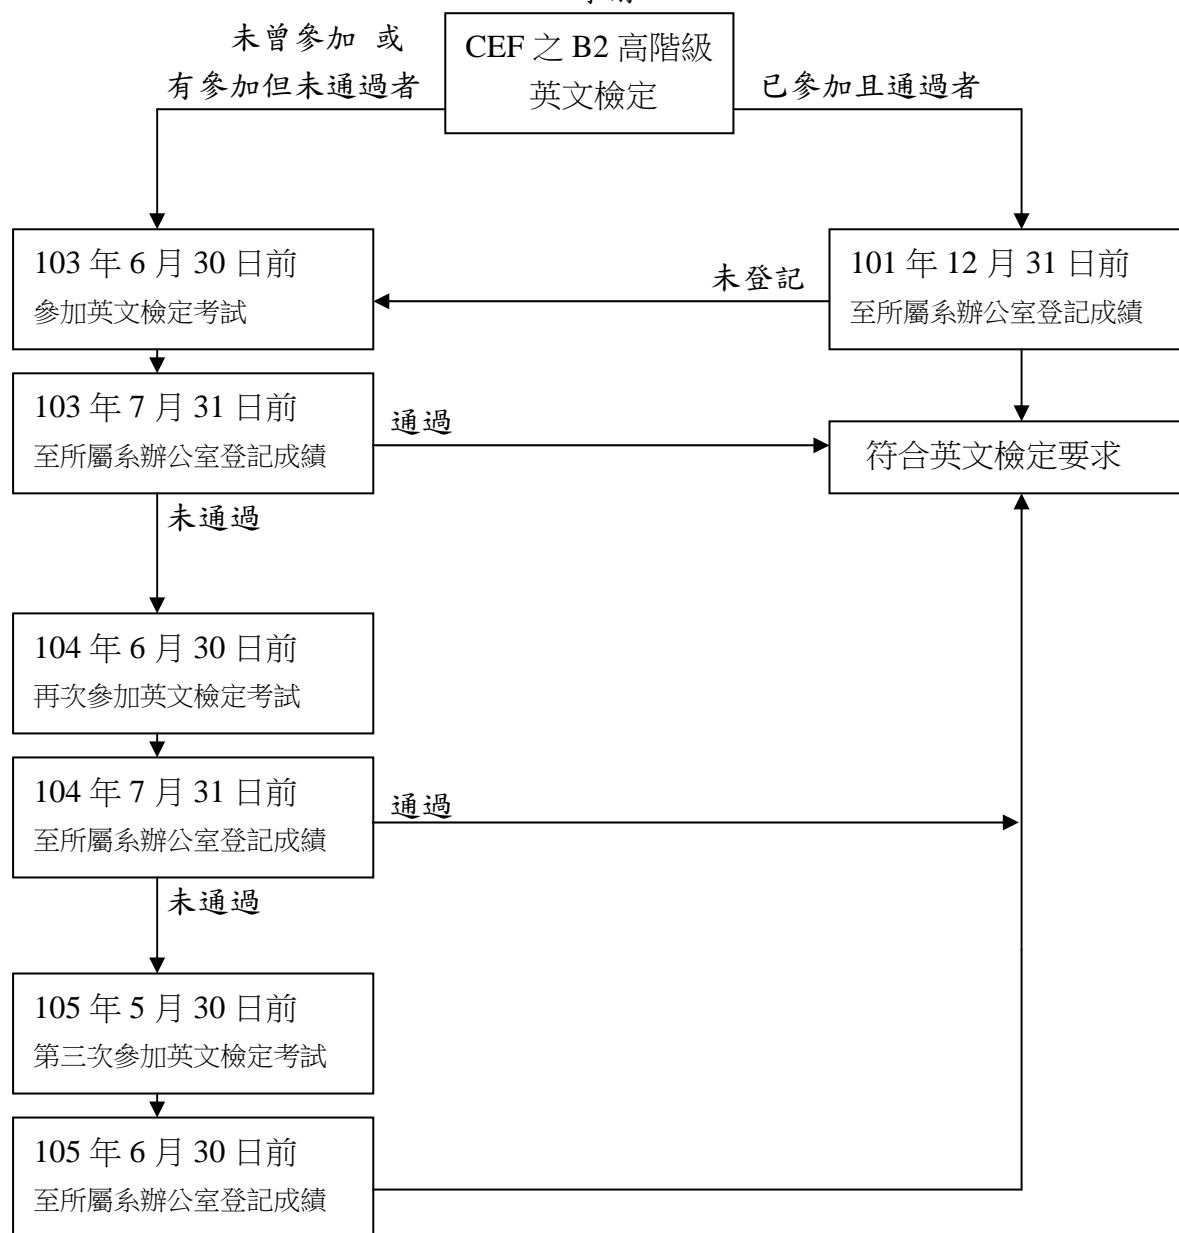 CEF 之 B2 高階級
英文檢定
未曾參加 或
有參加但未通過者
已參加且通過者
103 年 6 月 30 日前
參加英文檢定考試
未登記
101 年 12 月 31 日前
至所屬系辦公室登記成績
103 年 7 月 31 日前
至所屬系辦公室登記成績
通過
符合英文檢定要求
未通過
104 年 6 月 30 日前
再次參加英文檢定考試
104 年 7 月 31 日前
至所屬系辦公室登記成績
通過
未通過
105 年 5 月 30 日前
第三次參加英文檢定考試
105 年 6 月 30 日前
至所屬系辦公室登記成績